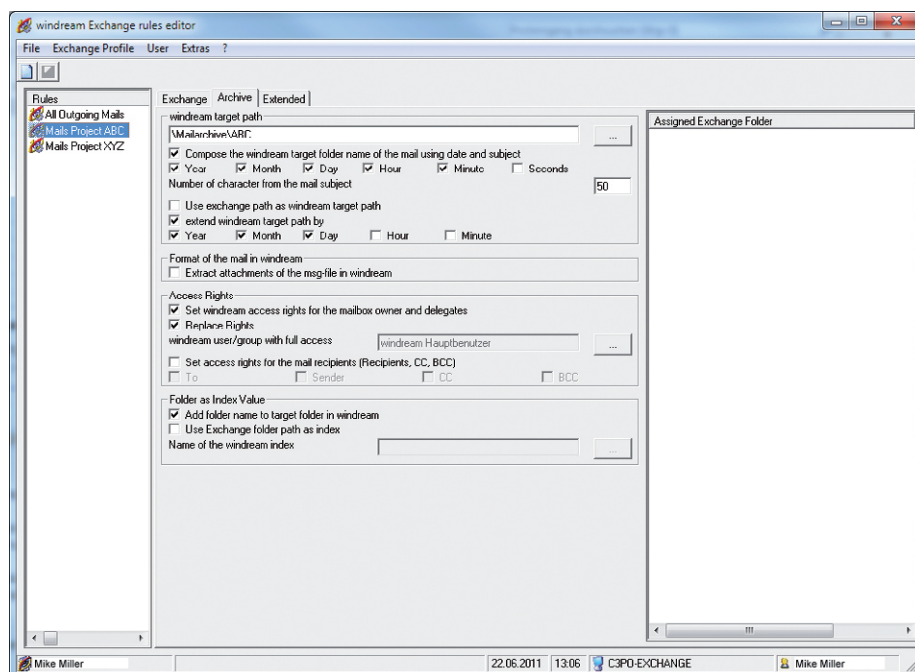 windream Exchange rules editor
File Exchange Profile User Extras ?
Rules
All Outgoing Mails
Mails Project ABC
Mails Project XYZ
Exchange Archive Extended
windream target path
\Mailarchive\ABC
...
Compose the windream target folder name of the mail using date and subject
Year Month Day Hour Minute Seconds
Number of character from the mail subject 50
Use exchange path as windream target path
extend windream target path by
Year Month Day Hour Minute
Format of the mail in windream
Extract attachments of the msg-file in windream
Access Rights
Set windream access rights for the mailbox owner and delegates
Replace Rights
windream user/group with full access windream Hauptbenutzer ...
Set access rights for the mail recipients (Recipients, CC, BCC)
To Sender CC BCC
Folder as Index Value
Add folder name to target folder in windream
Use Exchange folder path as index
Name of the windream index ...
Assigned Exchange Folder
Mike Miller 22.06.2011 13:06 C3PO-EXCHANGE Mike Miller